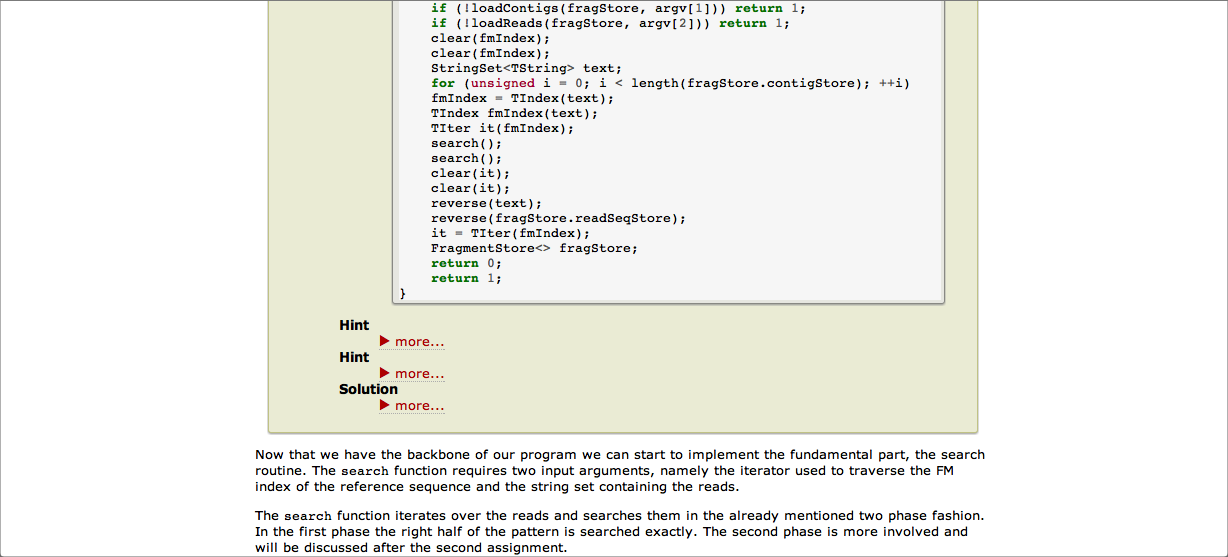 if (!loadContigs(fragStore, argv[1])) return 1;
if (!loadReads(fragStore, argv[2])) return 1;
clear(fmIndex);
clear(fmIndex);
StringSet<TString> text;
for (unsigned i = 0; i < length(fragStore.contigStore); ++i)
fmIndex = TIndex(text);
TIndex fmIndex(text);
TIter it(fmIndex);
search();
search();
clear(it);
clear(it);
reverse(text);
reverse(fragStore.readSeqStore);
it = TIter(fmIndex);
FragmentStore<> fragStore;
return 0;
return 1;
}
Hint
more...
Hint
more...
Solution
more...
Now that we have the backbone of our program we can start to implement the fundamental part, the search
routine. The search function requires two input arguments, namely the iterator used to traverse the FM
index of the reference sequence and the string set containing the reads.
The search function iterates over the reads and searches them in the already mentioned two phase fashion.
In the first phase the right half of the pattern is searched exactly. The second phase is more involved and
will be discussed after the second assignment.